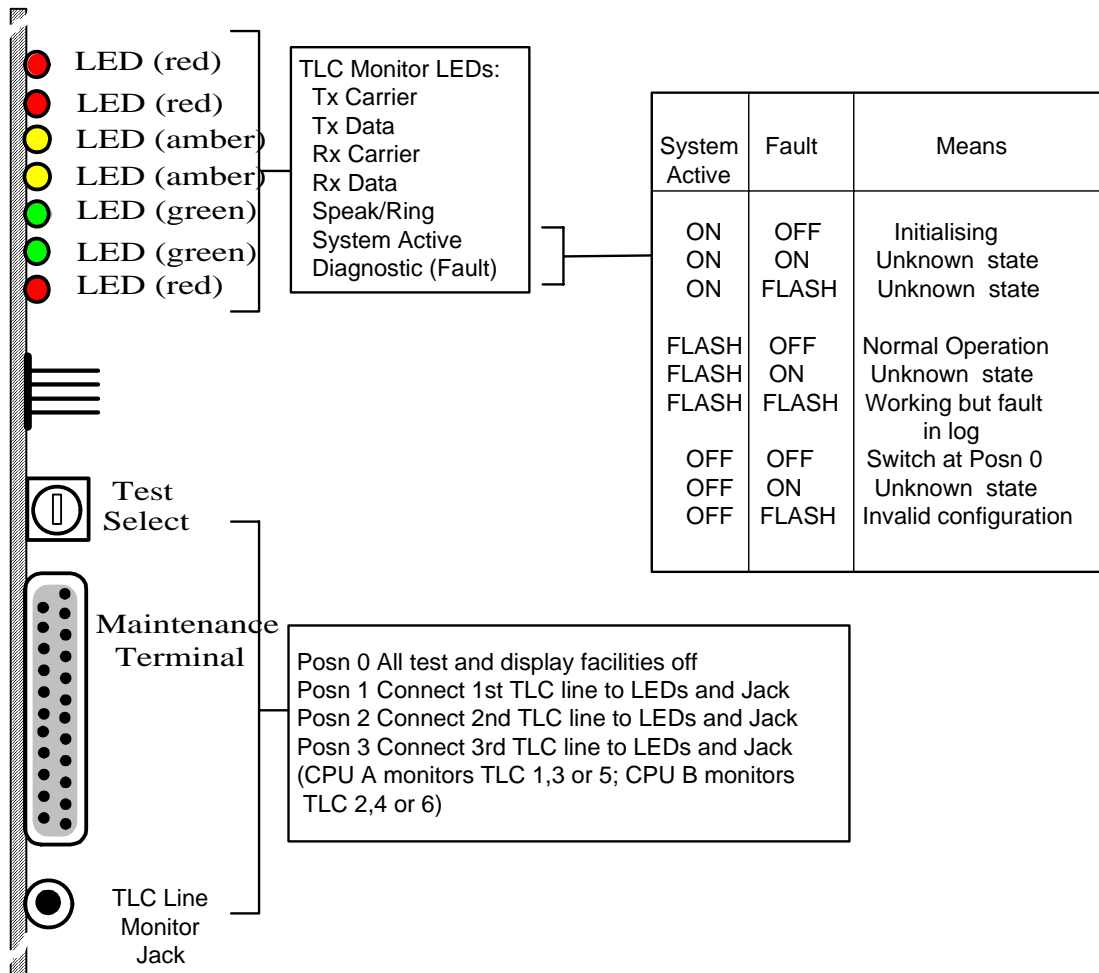 LED (red)
LED (red)
LED (amber)
LED (amber)
LED (green)
LED (green)
LED (red)
TLC Monitor LEDs:
Tx Carrier
Tx Data
Rx Carrier
Rx Data
Speak/Ring
System Active
Diagnostic (Fault)
System Active Fault Means
ON OFF Initialising
ON ON Unknown state
ON FLASH Unknown state
FLASH OFF Normal Operation
FLASH ON Unknown state
FLASH FLASH Working but fault
in log
OFF OFF Switch at Posn 0
OFF ON Unknown state
OFF FLASH Invalid configuration
Test
Select
Maintenance
Terminal
Posn 0 All test and display facilities off
Posn 1 Connect 1st TLC line to LEDs and Jack
Posn 2 Connect 2nd TLC line to LEDs and Jack
Posn 3 Connect 3rd TLC line to LEDs and Jack
(CPU A monitors TLC 1,3 or 5; CPU B monitors
TLC 2,4 or 6)
TLC Line
Monitor
Jack